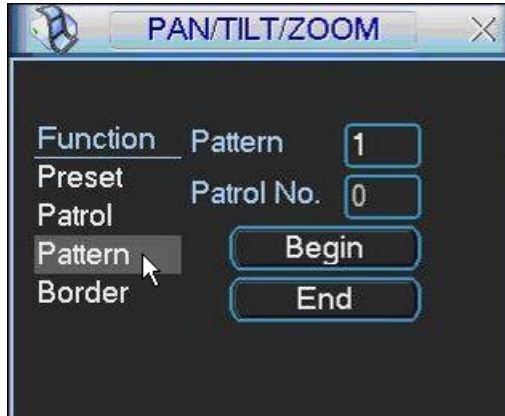 PAN/TILT/ZOOM
Function
Preset
Patrol
Pattern
Border
Pattern 1
Patrol No. 0
Begin
End